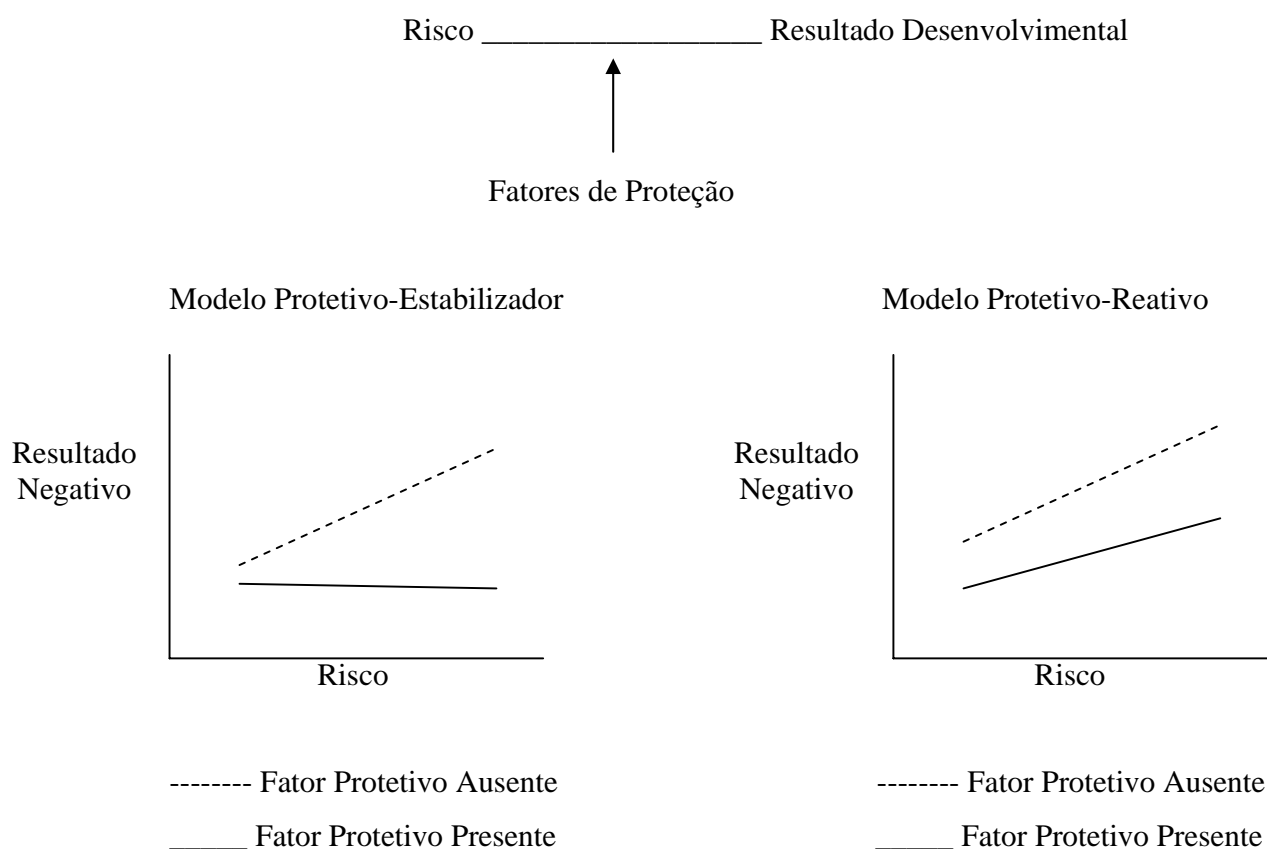 Risco __________________ Resultado Desenvolvimental
Fatores de Proteção
Modelo Protetivo-Estabilizador
Resultado
Negativo
Risco
-------- Fator Protetivo Ausente
_____ Fator Protetivo Presente
Modelo Protetivo-Reativo
Resultado
Negativo
Risco
-------- Fator Protetivo Ausente
_____ Fator Protetivo Presente